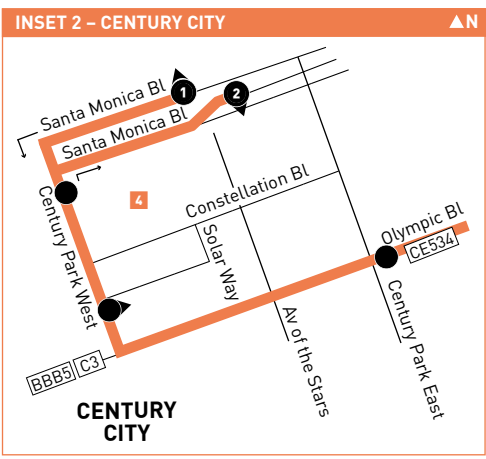 INSET 2 – CENTURY CITY
▲N
Santa Monica Bl
1
2
Santa Monica Bl
4
Constellation Bl
Century Park West
Solar Way
Olympic Bl
CE534
Av of the Stars
Century Park East
BBB5
C3
CENTURY
CITY